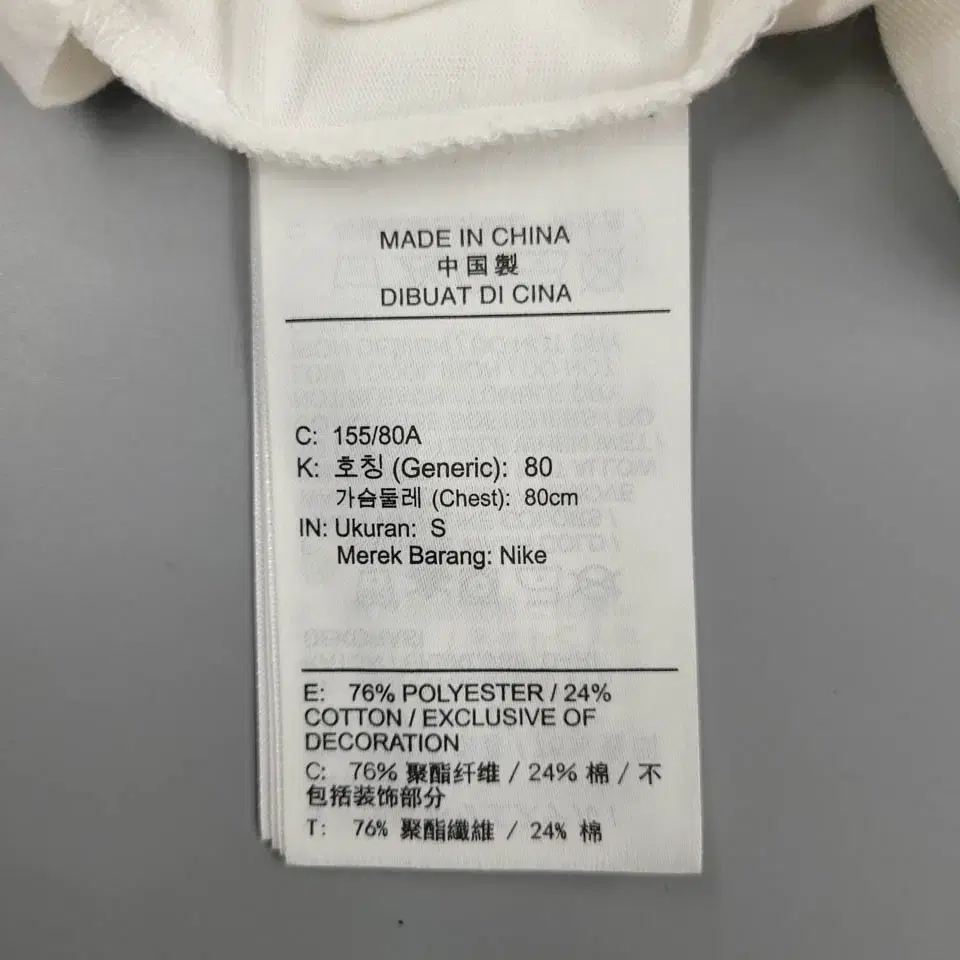 MADE IN CHINA
中国製
DIBUAT DI CINA
C: 155/80A
K: 호칭 (Generic): 80
가슴둘레 (Chest): 80cm
IN: Ukuran: S
Merek Barang: Nike
E: 76% POLYESTER / 24%
COTTON / EXCLUSIVE OF
DECORATION
C: 76% 聚酯纤维 / 24% 棉 / 不
包括装饰部分
T: 76% 聚酯纖維 / 24% 棉